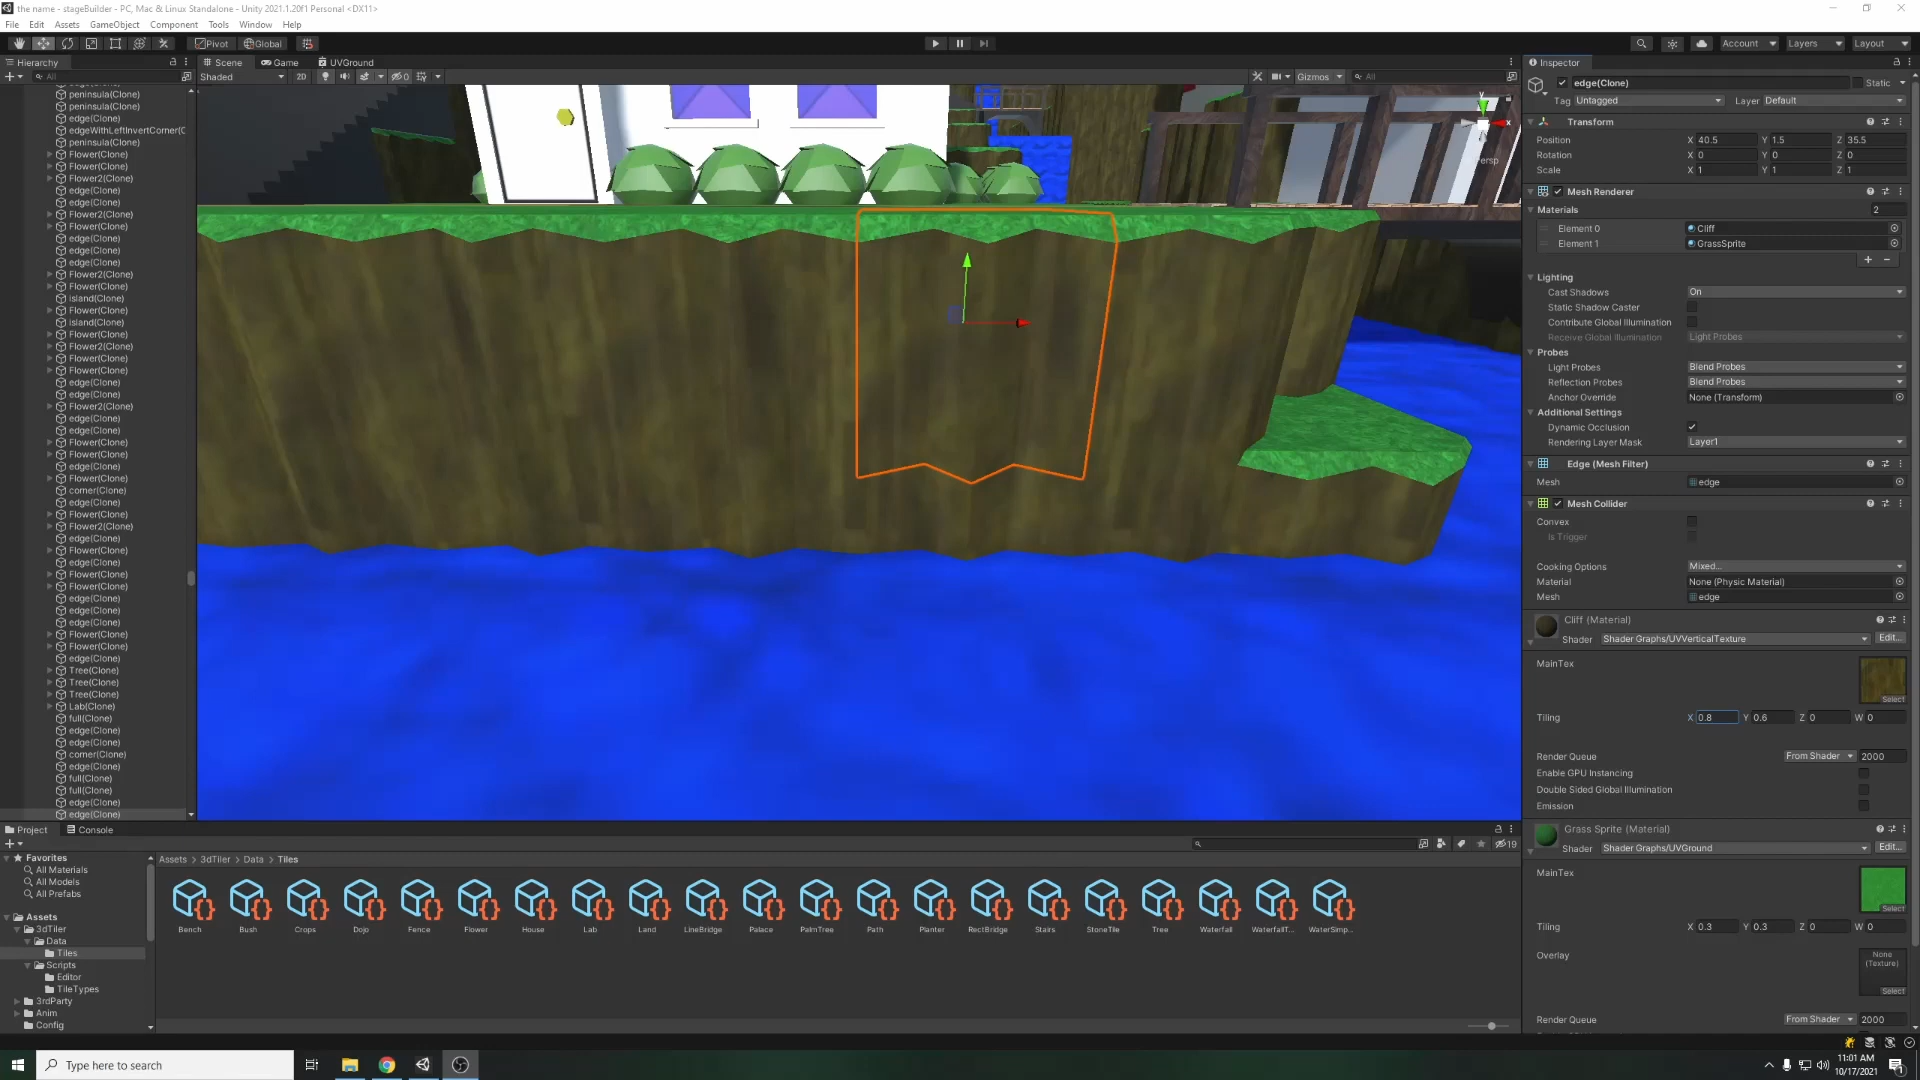 the name - stageBuilder - PC, Mac & Linux Standalone - Unity 2021.1.20f1 Personal <DX11>
File Edit Assets GameObject Component Tools Window Help
Pivot Global Account Layers Layout
Hierarchy Scene Game UVGround Inspector
All Shaded 2D 0 Gizmos All
edge(Clone) Static
Tag Untagged Layer Default
peninsula(Clone)
peninsula(Clone)
edge(Clone)
edgeWithLeftInvertCorner(C
peninsula(Clone)
Flower(Clone)
Flower(Clone)
Flower2(Clone)
edge(Clone)
edge(Clone)
Flower2(Clone)
Flower(Clone)
edge(Clone)
edge(Clone)
edge(Clone)
Flower2(Clone)
Flower(Clone)
island(Clone)
Flower(Clone)
island(Clone)
Flower(Clone)
Flower2(Clone)
Flower(Clone)
Flower(Clone)
edge(Clone)
edge(Clone)
Flower2(Clone)
edge(Clone)
edge(Clone)
Flower(Clone)
Flower(Clone)
edge(Clone)
Flower(Clone)
corner(Clone)
edge(Clone)
Flower(Clone)
Flower2(Clone)
edge(Clone)
Flower(Clone)
edge(Clone)
Flower(Clone)
Flower(Clone)
edge(Clone)
edge(Clone)
edge(Clone)
Flower(Clone)
Flower(Clone)
edge(Clone)
Tree(Clone)
Tree(Clone)
Tree(Clone)
Lab(Clone)
full(Clone)
edge(Clone)
edge(Clone)
corner(Clone)
edge(Clone)
full(Clone)
full(Clone)
edge(Clone)
edge(Clone)
y
x
Persp
Transform
Position X 40.5 Y 1.5 Z 35.5
Rotation X 0 Y 0 Z 0
Scale X 1 Y 1 Z 1
Mesh Renderer
Materials 2
Element 0 Cliff
Element 1 GrassSprite
+ −
Lighting
Cast Shadows On
Static Shadow Caster
Contribute Global Illumination
Receive Global Illumination Light Probes
Probes
Light Probes Blend Probes
Reflection Probes Blend Probes
Anchor Override None (Transform)
Additional Settings
Dynamic Occlusion
Rendering Layer Mask Layer1
Edge (Mesh Filter)
Mesh edge
Mesh Collider
Convex
Is Trigger
Cooking Options Mixed...
Material None (Physic Material)
Mesh edge
Cliff (Material)
Shader Shader Graphs/UVVerticalTexture Edit...
MainTex
Select
Tiling X 0.8 Y 0.6 Z 0 W 0
Render Queue From Shader 2000
Enable GPU Instancing
Double Sided Global Illumination
Emission
Grass Sprite (Material)
Shader Shader Graphs/UVGround Edit...
MainTex
Select
Tiling X 0.3 Y 0.3 Z 0 W 0
Overlay
None
(Texture)
Select
Render Queue From Shader 2000
Project Console
19
Favorites
All Materials
All Models
All Prefabs
Assets
3dTiler
Data
Tiles
Scripts
Editor
TileTypes
3rdParty
Anim
Config
Assets > 3dTiler > Data > Tiles
Bench Bush Crops Dojo Fence Flower House Lab Land LineBridge Palace PalmTree Path Planter RectBridge Stairs StoneTile Tree Waterfall WaterfallT... WaterSimp...
Type here to search
11:01 AM
10/17/2021
1